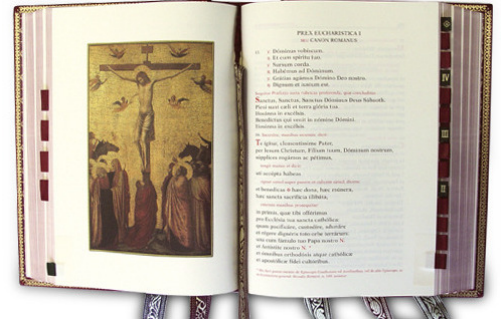 PREX EUCHARISTICA I
SEU CANON ROMANUS
Dóminus vobíscum.
Et cum spíritu tuo.
Sursum corda.
Habémus ad Dóminum.
Grátias agámus Dómino Deo nostro.
Dignum et iustum est.
Sanctus, Sanctus, Sanctus Dóminus Deus Sábaoth.
Pleni sunt cæli et terra glória tua.
Hosánna in excélsis.
Benedíctus qui venit in nómine Dómini.
Hosánna in excélsis.
Te ígitur, clementíssime Pater,
per Iesum Christum, Fílium tuum, Dóminum nostrum,
súpplices rogámus ac pétimus,
uti accépta hábeas
et benedícas hæc dona, hæc múnera,
hæc sancta sacrifícia illibáta,
in primis, quæ tibi offérimus
pro Ecclésia tua sancta cathólica:
quam pacificáre, custodíre, adunáre
et régere dignéris toto orbe terrárum:
una cum fámulo tuo Papa nostro N.
et Antístite nostro N.
et ómnibus orthodóxis atque cathólicæ
et apostólicæ fídei cultóribus.
IV
III
II